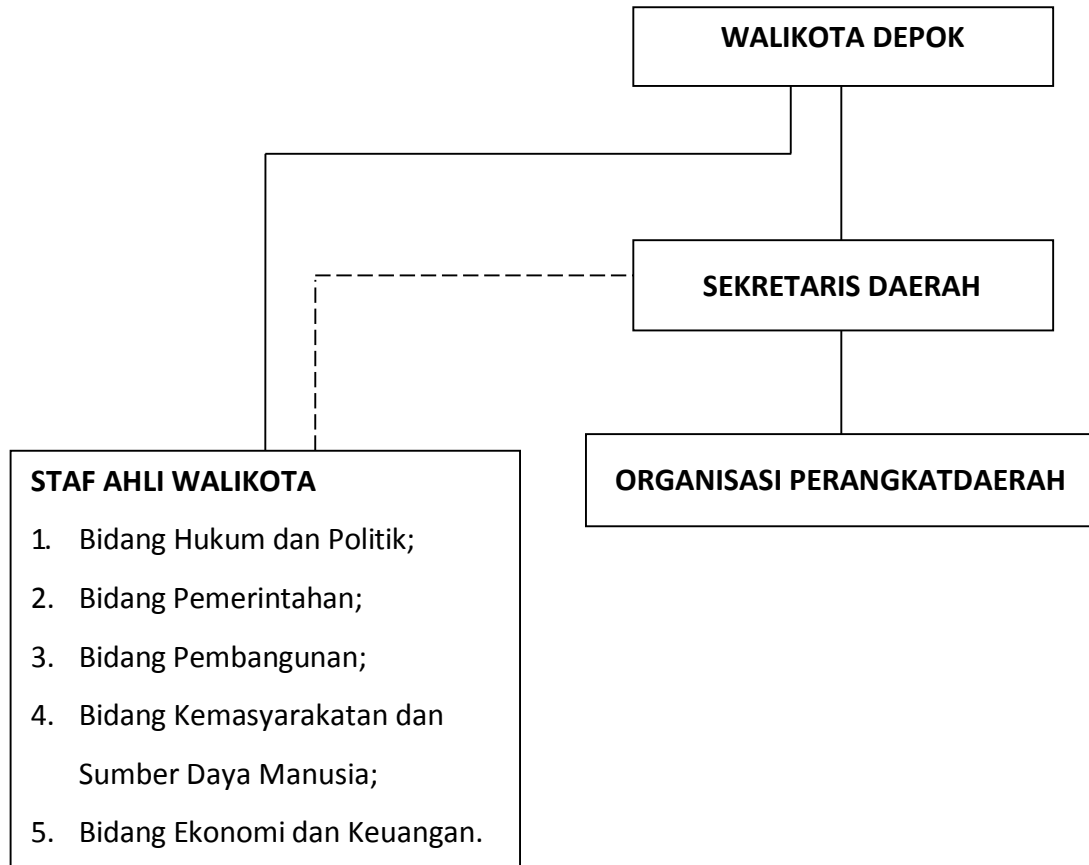 WALIKOTA DEPOK
SEKRETARIS DAERAH
ORGANISASI PERANGKATDAERAH
STAF AHLI WALIKOTA
1. Bidang Hukum dan Politik;
2. Bidang Pemerintahan;
3. Bidang Pembangunan;
4. Bidang Kemasyarakatan dan
Sumber Daya Manusia;
5. Bidang Ekonomi dan Keuangan.